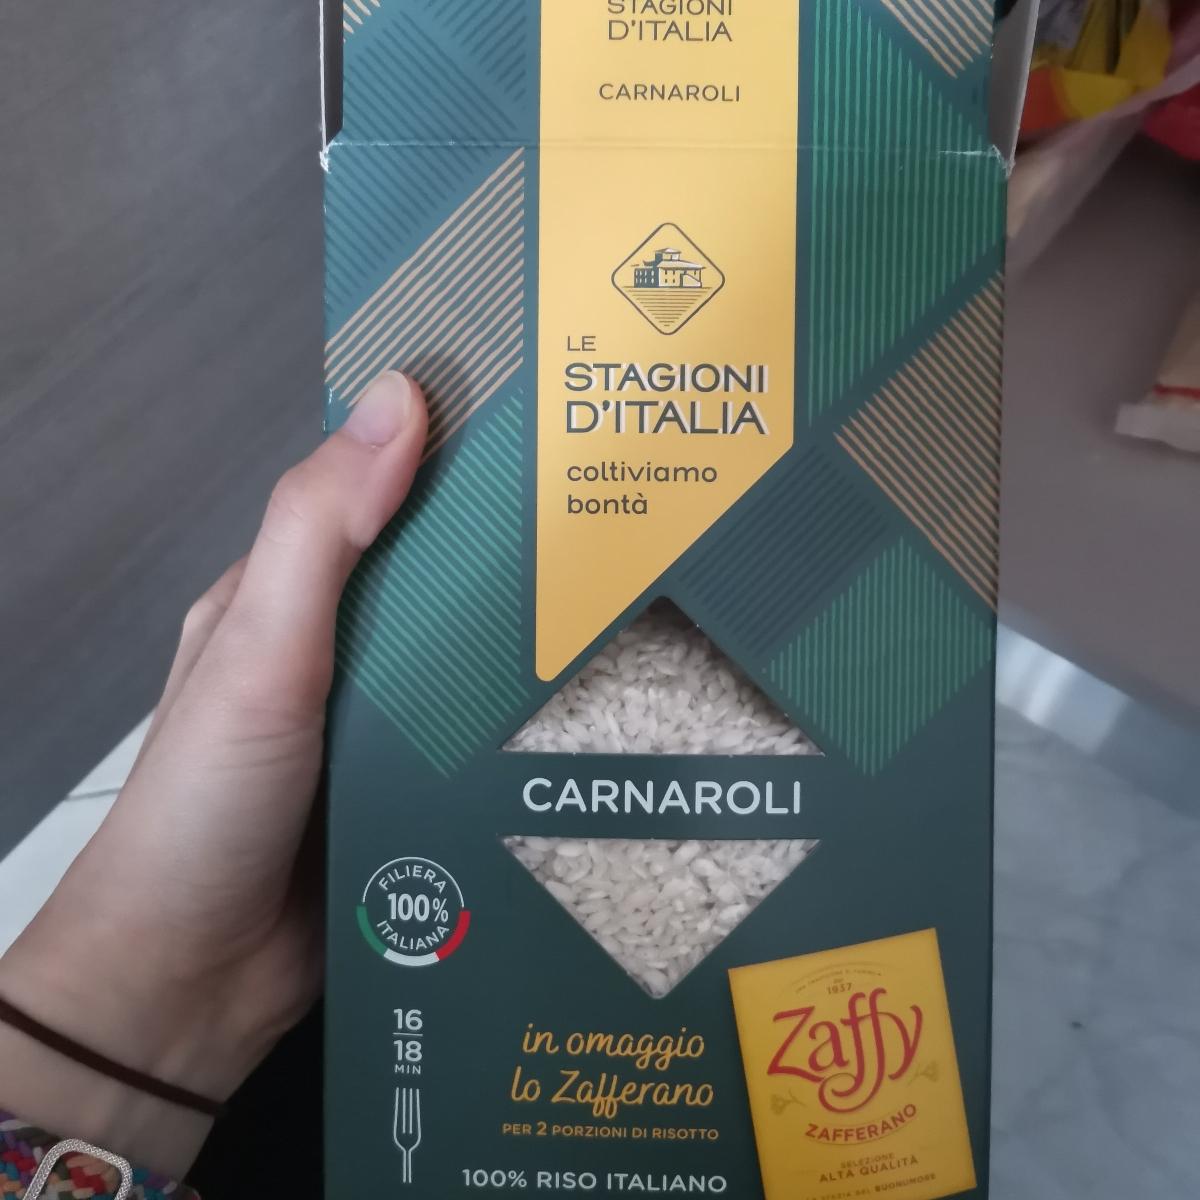 STAGIONI
D'ITALIA
CARNAROLI
LE
STAGIONI
D'ITALIA
coltiviamo
bontà
CARNAROLI
FILIERA
100%
ITALIANA
16
18
MIN
in omaggio
lo Zafferano
PER 2 PORZIONI DI RISOTTO
100% RISO ITALIANO
1937
Zaffy
ZAFFERANO
SELEZIONE
ALTA QUALITÀ
BUONUMORE